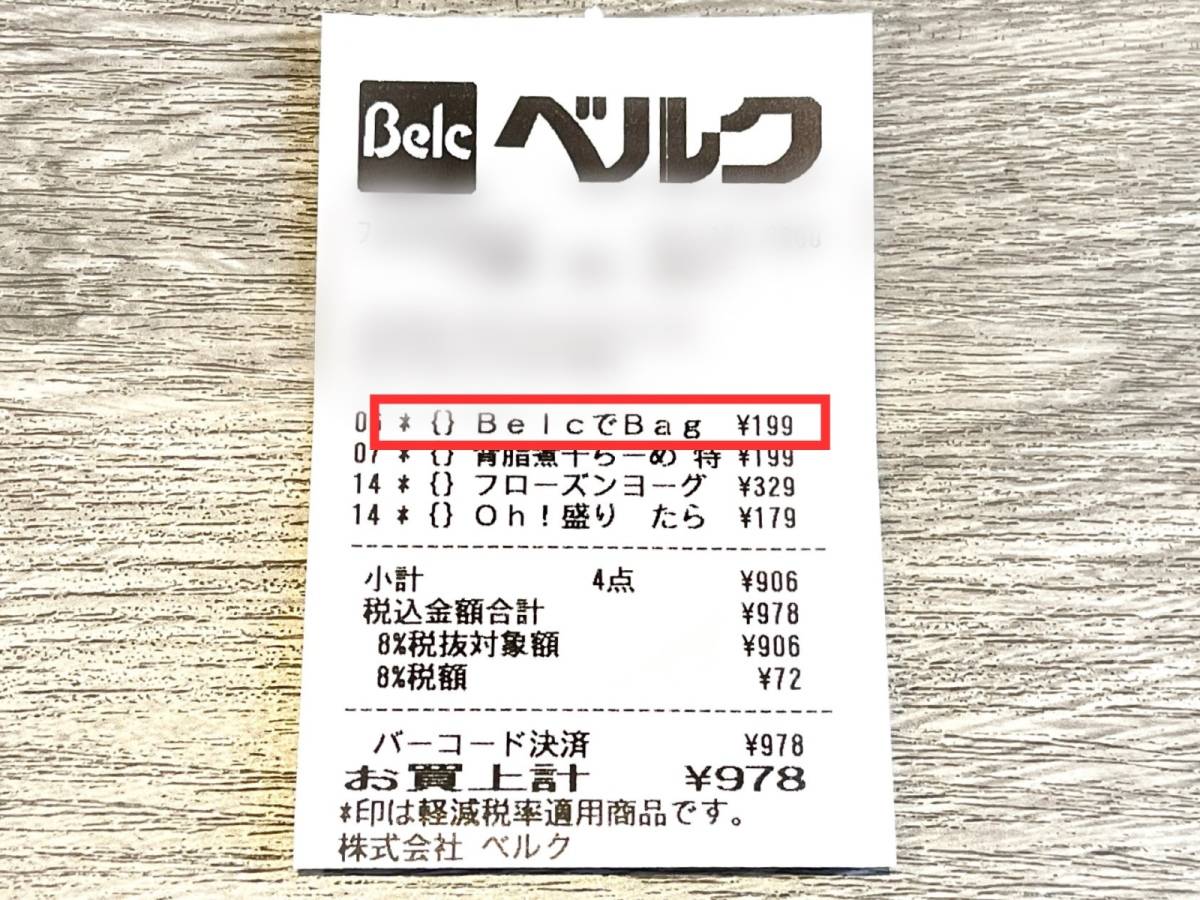 Belc ベルク
* {} BelcでBag ¥199
07 * {} 背脂煮干らーめ 特 ¥199
14 * {} フローズンヨーグ ¥329
14 * {} Oh!盛り たら ¥179
小計 4点 ¥906
税込金額合計 ¥978
8%税抜対象額 ¥906
8%税額 ¥72
バーコード決済 ¥978
お買上計 ¥978
*印は軽減税率適用商品です。
株式会社 ベルク